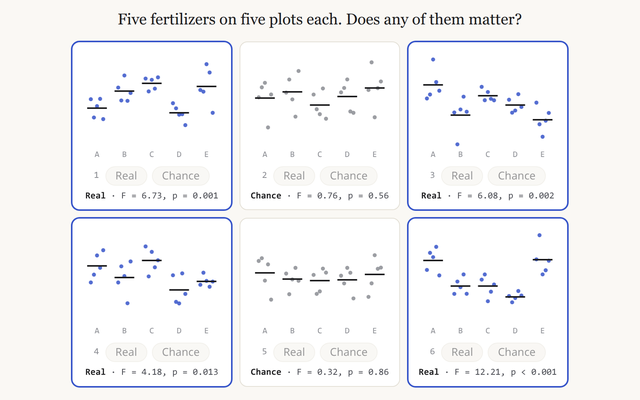 Five fertilizers on five plots each. Does any of them matter?
A B C D E
1 Real Chance
Real · F = 6.73, p = 0.001
A B C D E
2 Real Chance
Chance · F = 0.76, p = 0.56
A B C D E
3 Real Chance
Real · F = 6.08, p = 0.002
A B C D E
4 Real Chance
Real · F = 4.18, p = 0.013
A B C D E
5 Real Chance
Chance · F = 0.32, p = 0.86
A B C D E
6 Real Chance
Real · F = 12.21, p < 0.001